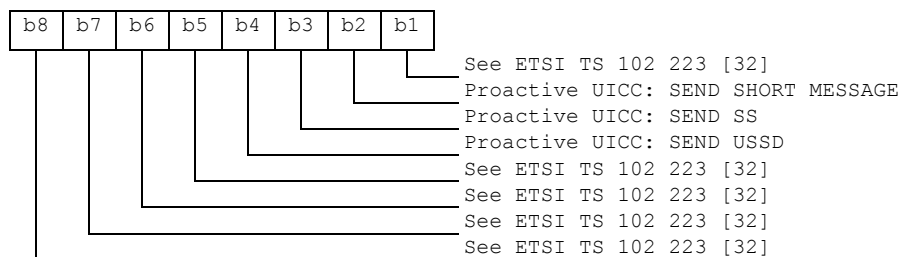 b8 b7 b6 b5 b4 b3 b2 b1
See ETSI TS 102 223 [32]
Proactive UICC: SEND SHORT MESSAGE
Proactive UICC: SEND SS
Proactive UICC: SEND USSD
See ETSI TS 102 223 [32]
See ETSI TS 102 223 [32]
See ETSI TS 102 223 [32]
See ETSI TS 102 223 [32]